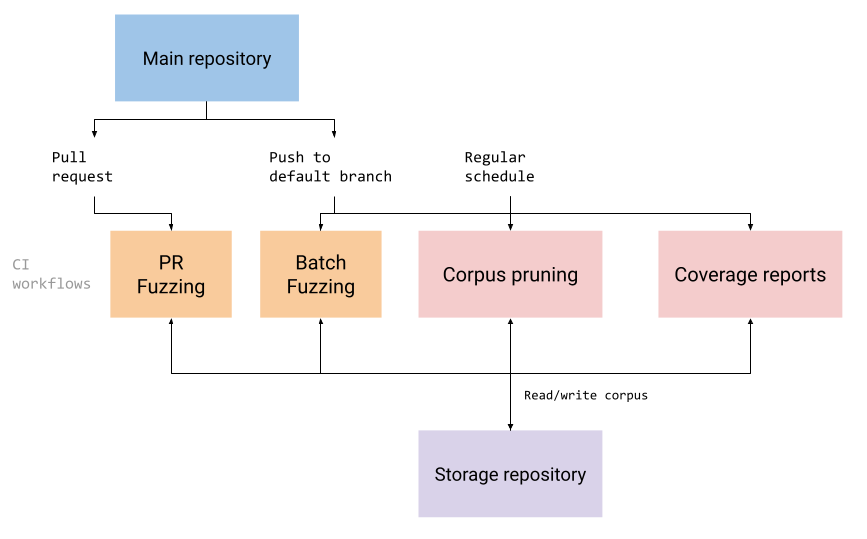 Main repository
Pull
request
Push to
default branch
Regular
schedule
CI
workflows
PR
Fuzzing
Batch
Fuzzing
Corpus pruning
Coverage reports
Read/write corpus
Storage repository